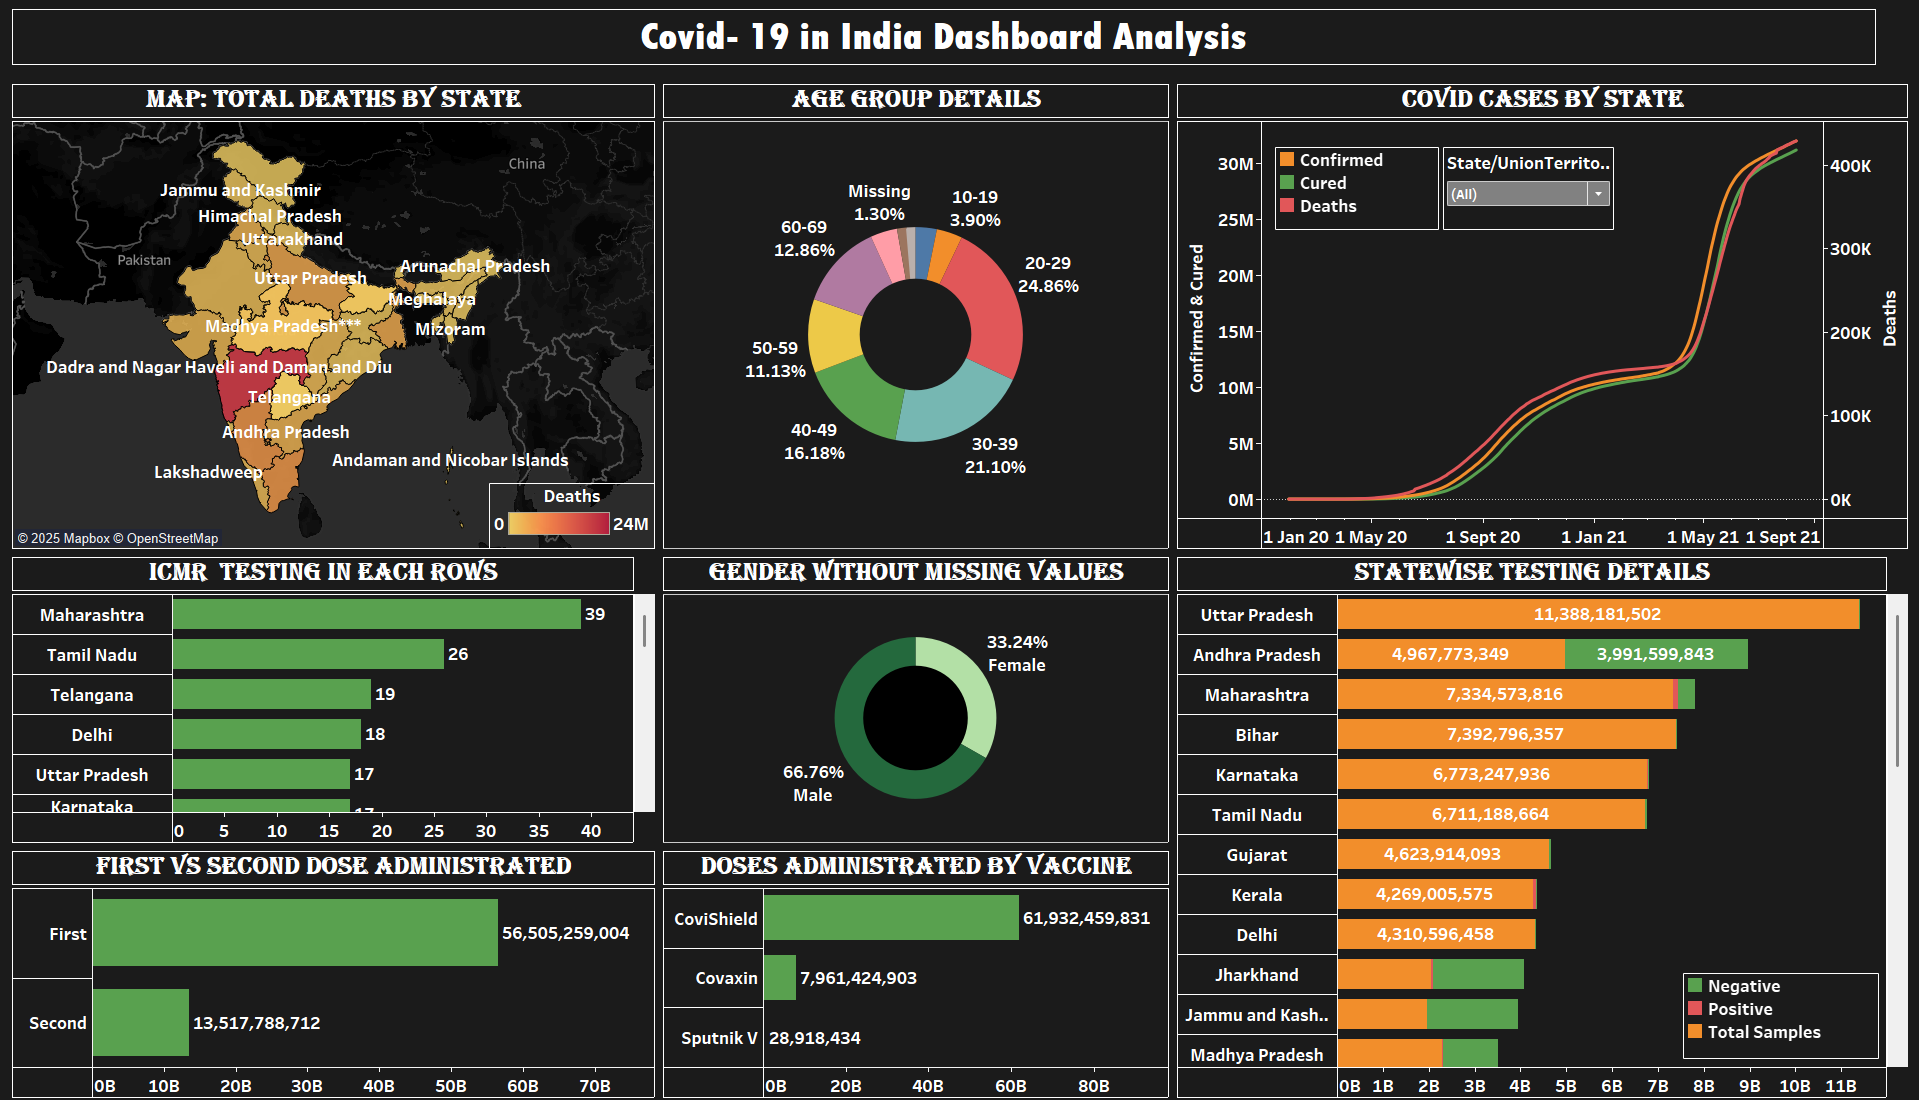 Covid- 19 in India Dashboard Analysis
MAP: TOTAL DEATHS BY STATE
China
Jammu and Kashmir
Himachal Pradesh
Uttarakhand
Pakistan
Arunachal Pradesh
Uttar Pradesh
Meghalaya
Madhya Pradesh***
Mizoram
Dadra and Nagar Haveli and Daman and Diu
Telangana
Andhra Pradesh
Andaman and Nicobar Islands
Lakshadweep
Deaths
0 24M
© 2025 Mapbox © OpenStreetMap
AGE GROUP DETAILS
Missing
1.30%
10-19
3.90%
60-69
12.86%
20-29
24.86%
50-59
11.13%
40-49
16.18%
30-39
21.10%
COVID CASES BY STATE
Confirmed
Cured
Deaths
State/UnionTerrito..
(All)
Confirmed & Cured
30M
25M
20M
15M
10M
5M
0M
400K
300K
200K
100K
0K
Deaths
1 Jan 20 1 May 20 1 Sept 20 1 Jan 21 1 May 21 1 Sept 21
ICMR TESTING IN EACH ROWS
Maharashtra 39
Tamil Nadu 26
Telangana 19
Delhi 18
Uttar Pradesh 17
Karnataka 17
0 5 10 15 20 25 30 35 40
GENDER WITHOUT MISSING VALUES
33.24%
Female
66.76%
Male
STATEWISE TESTING DETAILS
Uttar Pradesh 11,388,181,502
Andhra Pradesh 4,967,773,349 3,991,599,843
Maharashtra 7,334,573,816
Bihar 7,392,796,357
Karnataka 6,773,247,936
Tamil Nadu 6,711,188,664
Gujarat 4,623,914,093
Kerala 4,269,005,575
Delhi 4,310,596,458
Jharkhand
Jammu and Kash..
Madhya Pradesh
Negative
Positive
Total Samples
0B 1B 2B 3B 4B 5B 6B 7B 8B 9B 10B 11B
FIRST VS SECOND DOSE ADMINISTRATED
First 56,505,259,004
Second 13,517,788,712
0B 10B 20B 30B 40B 50B 60B 70B
DOSES ADMINISTRATED BY VACCINE
CoviShield 61,932,459,831
Covaxin 7,961,424,903
Sputnik V 28,918,434
0B 20B 40B 60B 80B